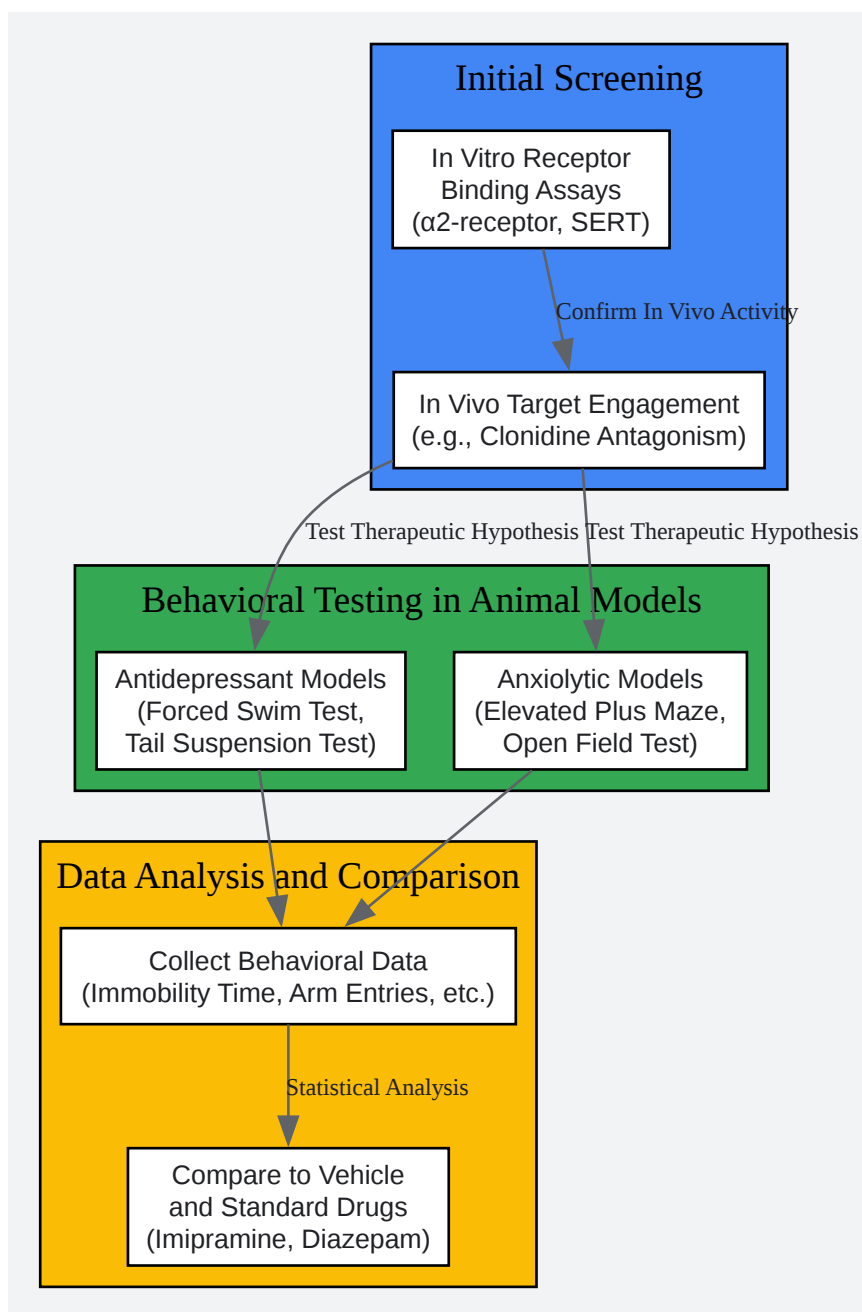 Initial Screening
In Vitro Receptor
Binding Assays
(α2-receptor, SERT)
Confirm In Vivo Activity
In Vivo Target Engagement
(e.g., Clonidine Antagonism)
Test Therapeutic Hypothesis
Test Therapeutic Hypothesis
Behavioral Testing in Animal Models
Antidepressant Models
(Forced Swim Test,
Tail Suspension Test)
Anxiolytic Models
(Elevated Plus Maze,
Open Field Test)
Data Analysis and Comparison
Collect Behavioral Data
(Immobility Time, Arm Entries, etc.)
Statistical Analysis
Compare to Vehicle
and Standard Drugs
(Imipramine, Diazepam)